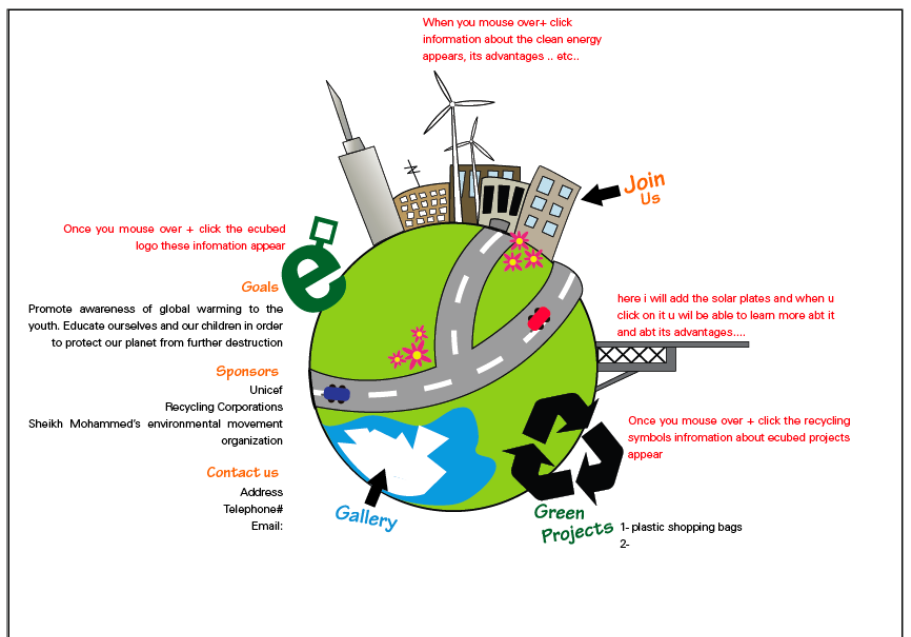 When you mouse over+ click
information about the clean energy
appears, its advantages .. etc..
Join
Us
Once you mouse over + click the ecubed
logo these infomation appear
e
Goals
Promote awareness of global warming to the
youth. Educate ourselves and our children in order
to protect our planet from further destruction
here i will add the solar plates and when u
click on it u wil be able to learn more abt it
and abt its advantages....
Sponsors
Unicef
Recycling Corporations
Sheikh Mohammed's environmental movement
organization
Once you mouse over + click the recycling
symbols infromation about ecubed projects
appear
Contact us
Address
Telephone#
Email:
Gallery
Green
Projects
1- plastic shopping bags
2-